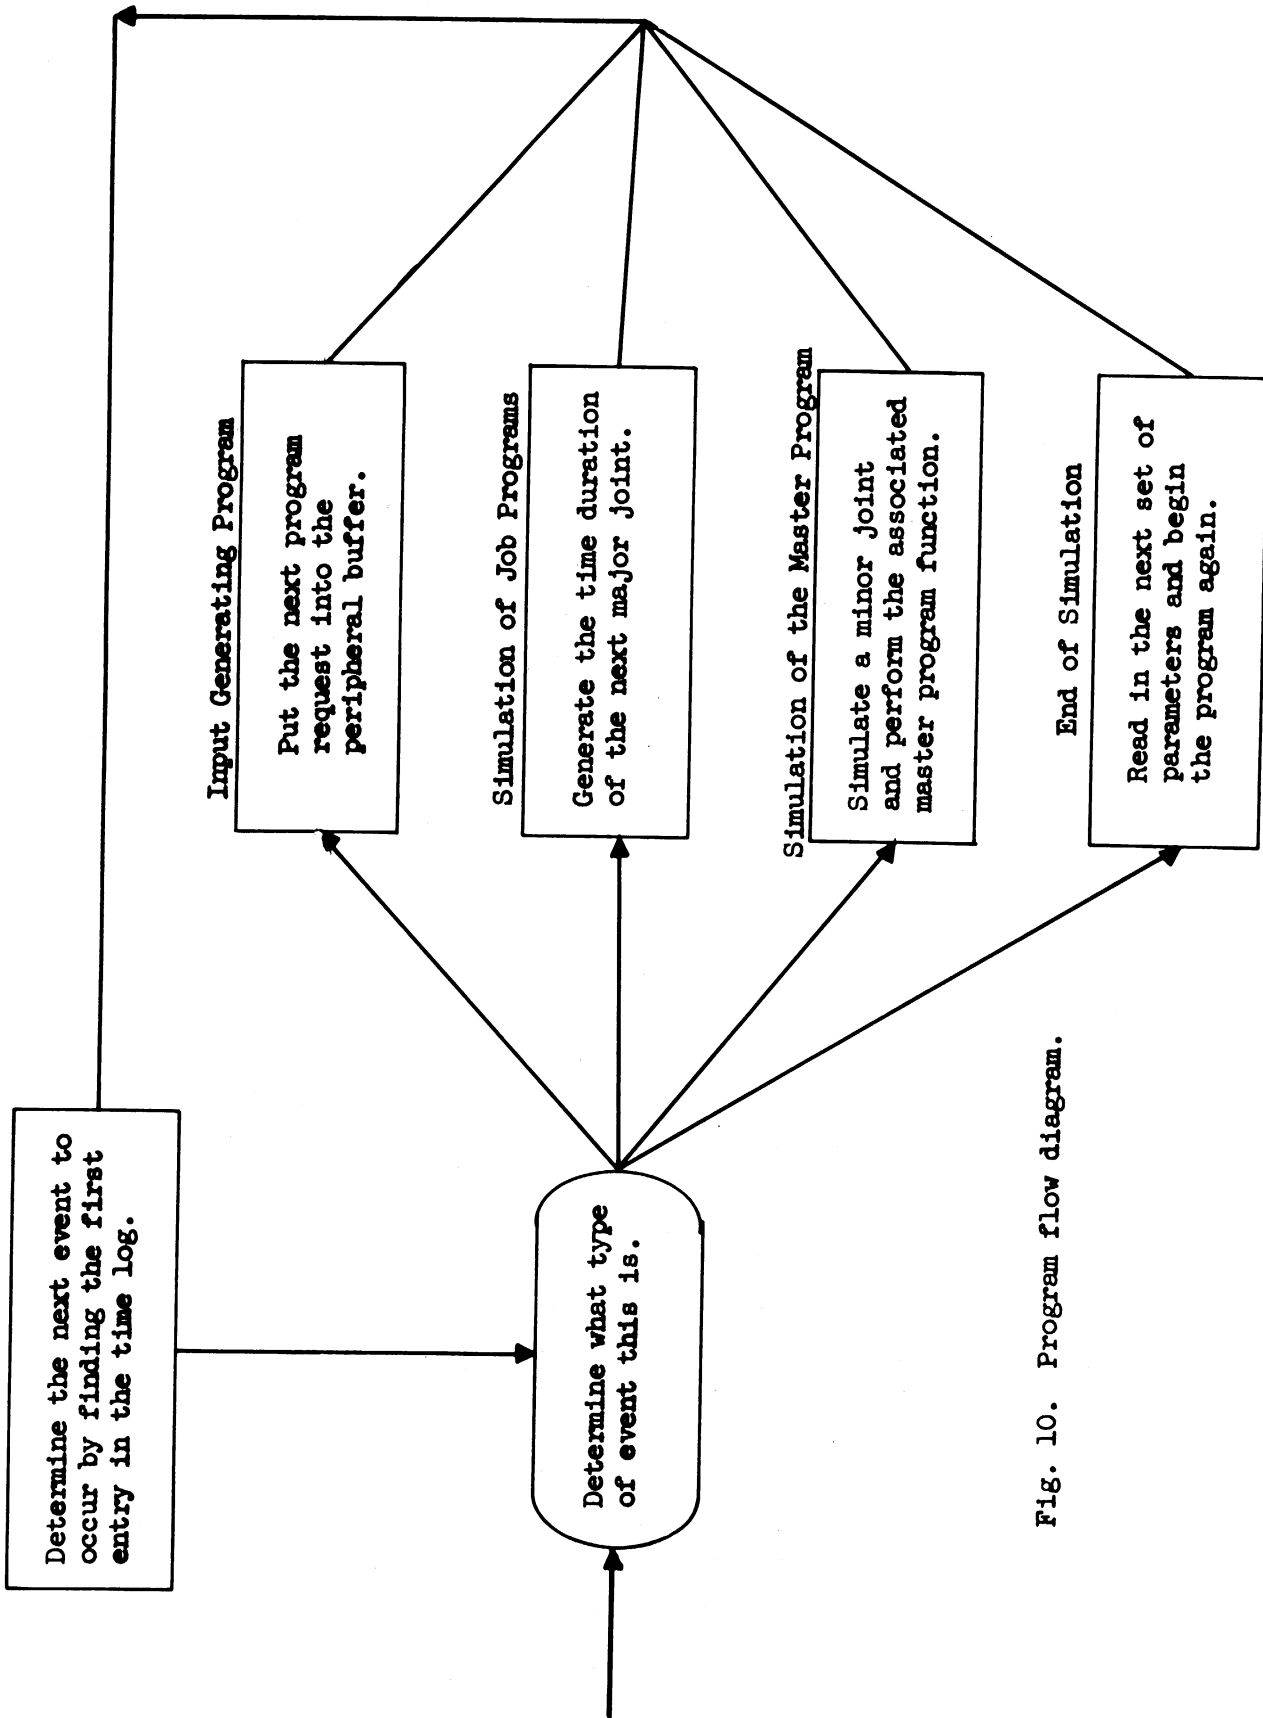 Determine the next event to
occur by finding the first
entry in the time log.
Determine what type
of event this is.
Input Generating Program
Put the next program
request into the
peripheral buffer.
Simulation of Job Programs
Generate the time duration
of the next major joint.
Simulation of the Master Program
Simulate a minor joint
and perform the associated
master program function.
End of Simulation
Read in the next set of
parameters and begin
the program again.
Fig. 10. Program flow diagram.